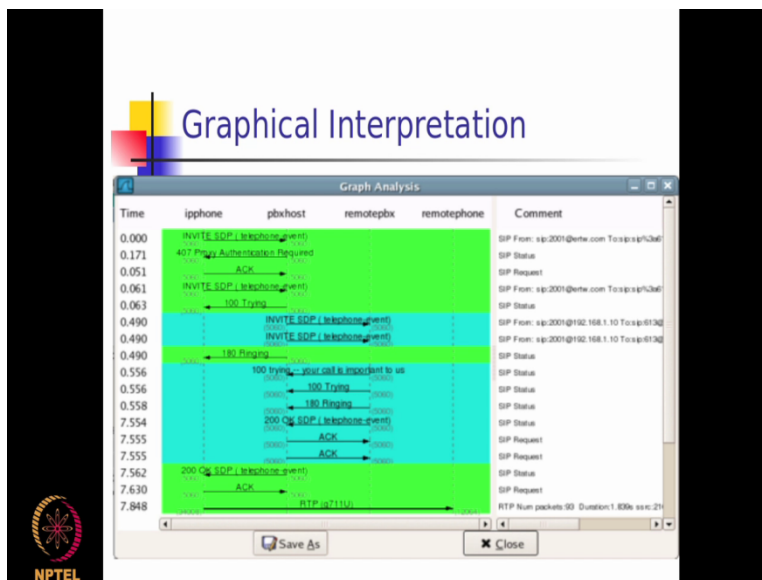 Graphical Interpretation
Graph Analysis
Time ipphone pbxhost remotepbx remotephone Comment
0.000 INVITE SDP ( telephone-event) SIP From: sip:2001@ertw.com To:sip:sip%3a6
0.171 407 Proxy Authentication Required SIP Status
0.051 ACK SIP Request
0.061 INVITE SDP ( telephone-event) SIP From: sip:2001@ertw.com To:sip:sip%3a6
0.063 100 Trying SIP Status
0.490 INVITE SDP ( telephone-event) SIP From: sip:2001@192.168.1.10 To:sip:613@
0.490 INVITE SDP ( telephone-event) SIP From: sip:2001@192.168.1.10 To:sip:613@
0.490 180 Ringing SIP Status
0.556 100 trying -- your call is important to us SIP Status
0.556 100 Trying SIP Status
0.558 180 Ringing SIP Status
7.554 200 OK SDP ( telephone-event) SIP Status
7.555 ACK SIP Request
7.555 ACK SIP Request
7.562 200 OK SDP ( telephone-event) SIP Status
7.630 ACK SIP Request
7.848 RTP (g711U) RTP Num packets:93 Duration:1.839s ssrc:
Save As Close
NPTEL